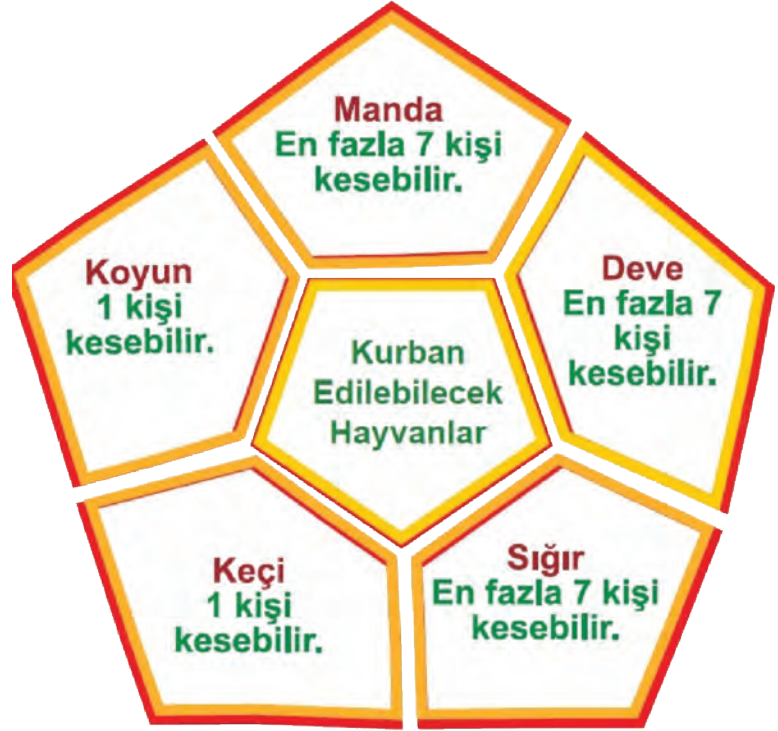 Manda
En fazla 7 kişi
kesebilir.
Koyun
1 kişi
kesebilir.
Deve
En fazla 7
kişi
kesebilir.
Kurban
Edilebilecek
Hayvanlar
Keçi
1 kişi
kesebilir.
Sığır
En fazla 7 kişi
kesebilir.